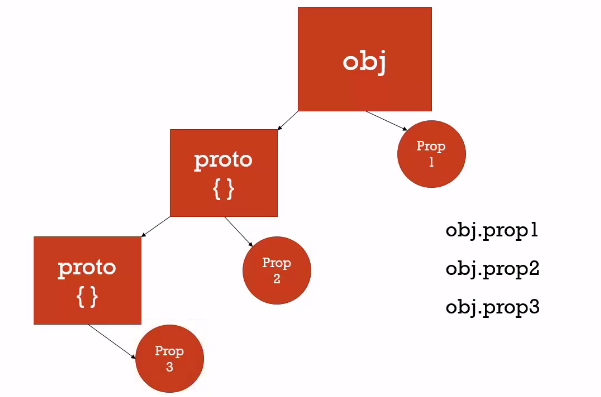 obj
Prop
1
proto
{ }
obj.prop1
proto
{ }
Prop
2
obj.prop2
obj.prop3
Prop
3